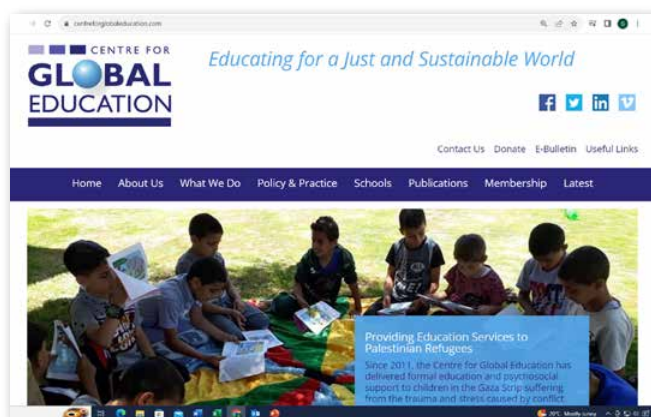 centreforglobaleducation.com
CENTRE FOR
GLOBAL
EDUCATION
Educating for a Just and Sustainable World
Contact Us Donate E-Bulletin Useful Links
Home About Us What We Do Policy & Practice Schools Publications Membership Latest
Providing Education Services to
Palestinian Refugees
Since 2011, the Centre for Global Education has
delivered formal education and psychosocial
support to children in the Gaza Strip suffering
from the trauma and stress caused by conflict
20°C Mostly sunny